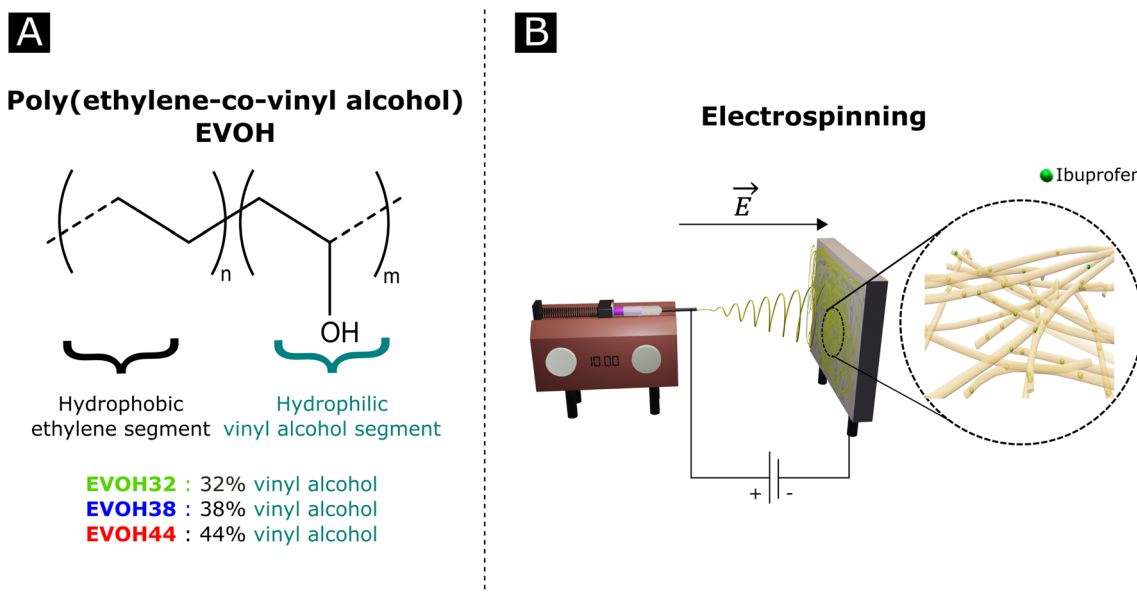 A
Poly(ethylene-co-vinyl alcohol)
EVOH
n
m
OH
Hydrophobic
ethylene segment
Hydrophilic
vinyl alcohol segment
EVOH32 : 32% vinyl alcohol
EVOH38 : 38% vinyl alcohol
EVOH44 : 44% vinyl alcohol
B
Electrospinning
Ibuprofen
E
10.00
+ -